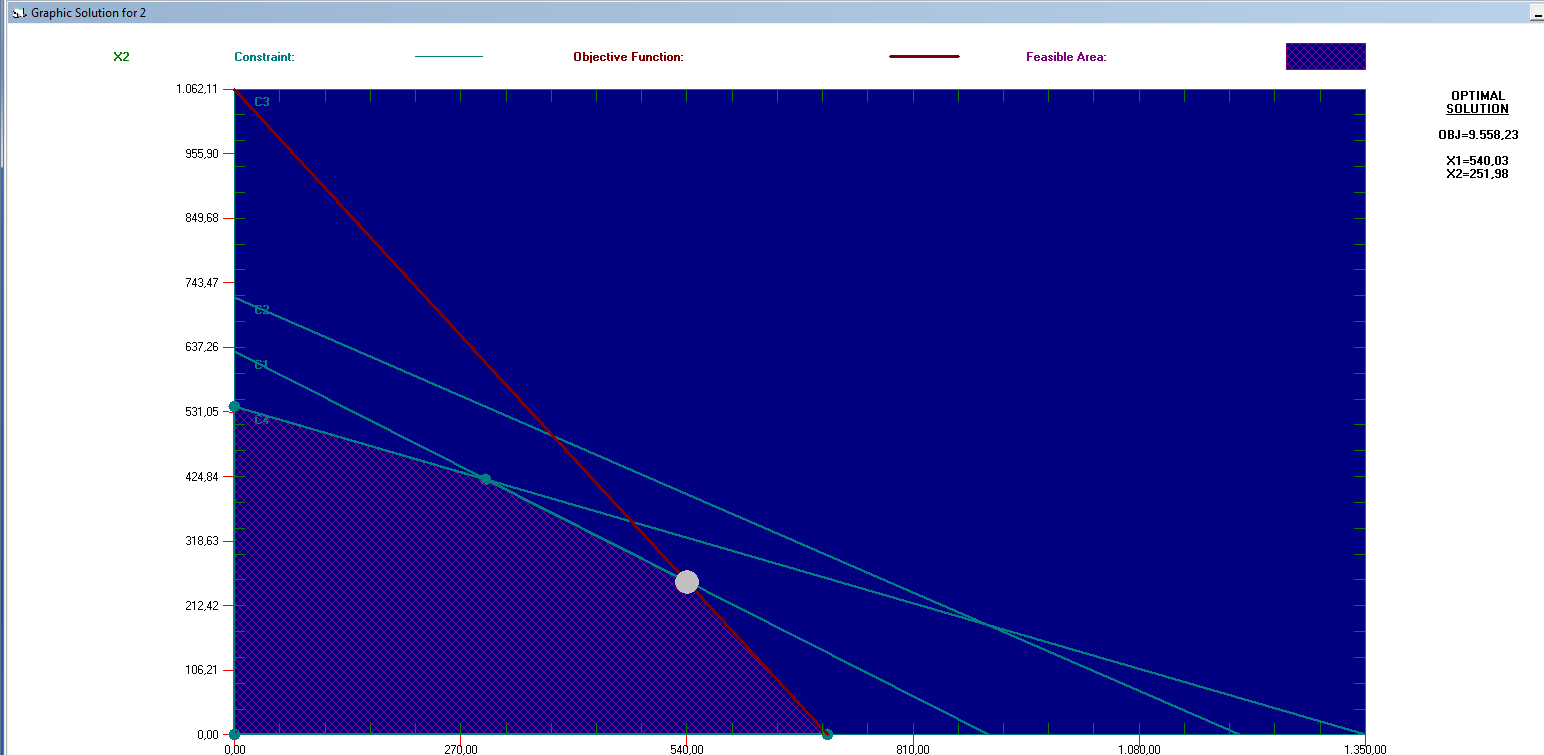 Graphic Solution for 2
X2 Constraint: Objective Function: Feasible Area:
1.062,11
955,90
849,68
743,47
637,26
531,05
424,84
318,63
212,42
106,21
0,00
C3
C2
C1
C4
0,00 270,00 540,00 810,00 1.080,00 1.350,00
OPTIMAL
SOLUTION
OBJ=9.558,23
X1=540,03
X2=251,98